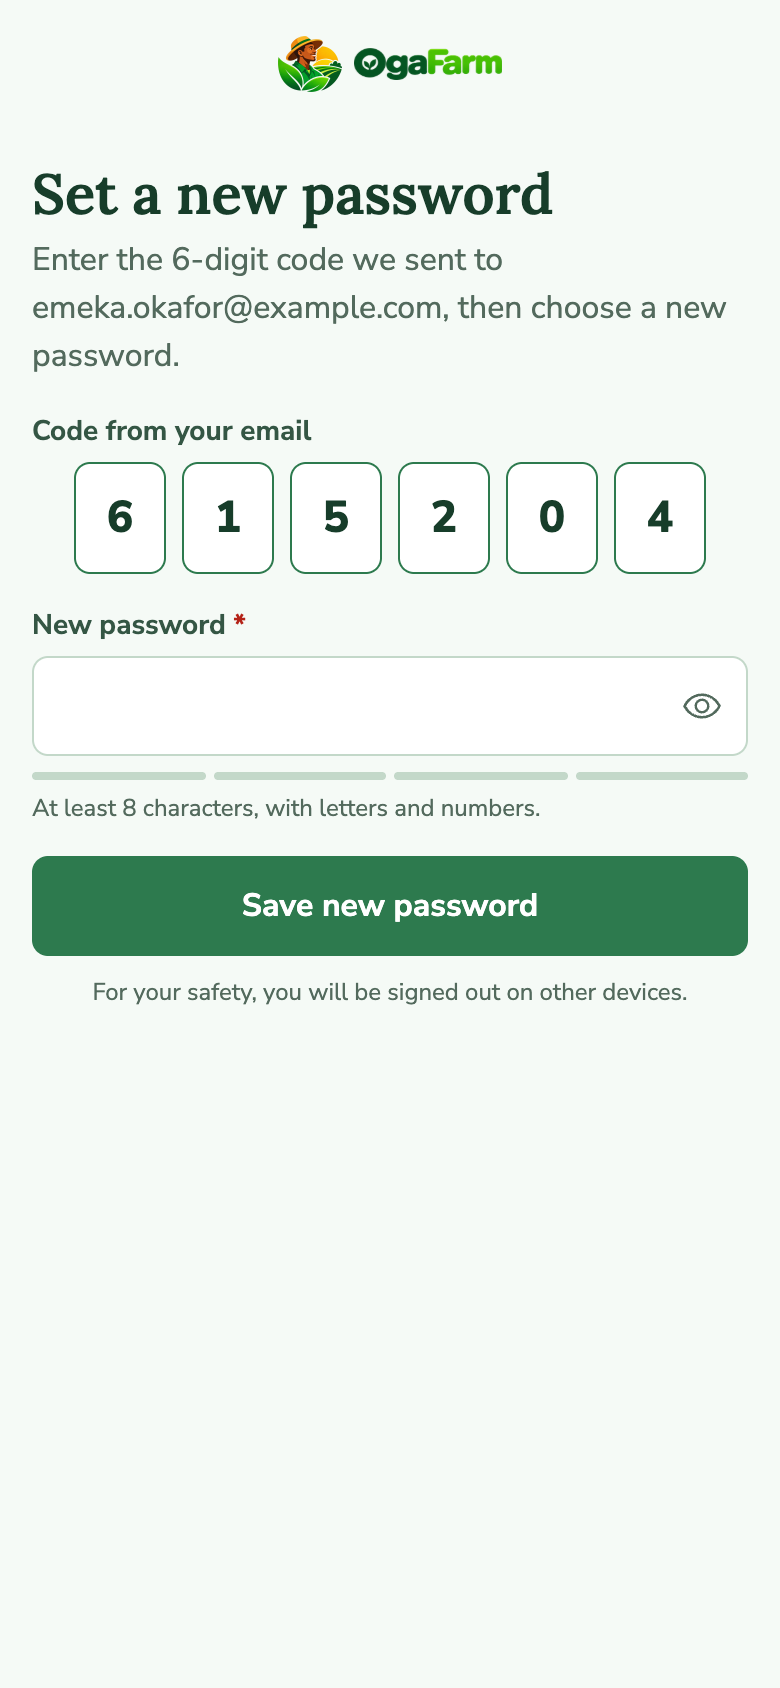 OgaFarm
Set a new password
Enter the 6-digit code we sent to
emeka.okafor@example.com, then choose a new
password.
Code from your email
6 1 5 2 0 4
New password *
At least 8 characters, with letters and numbers.
Save new password
For your safety, you will be signed out on other devices.